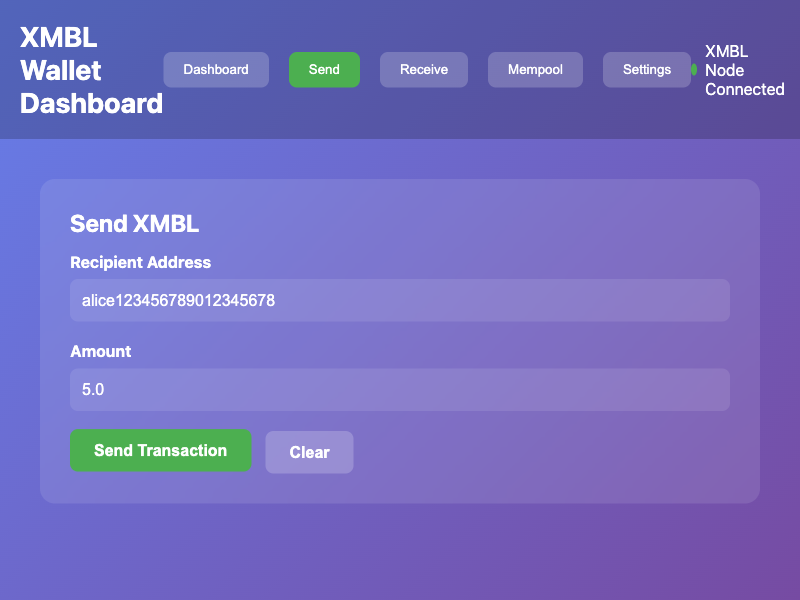 XMBL
Wallet
Dashboard
Dashboard
Send
Receive
Mempool
Settings
XMBL
Node
Connected
Send XMBL
Recipient Address
alice123456789012345678
Amount
5.0
Send Transaction
Clear